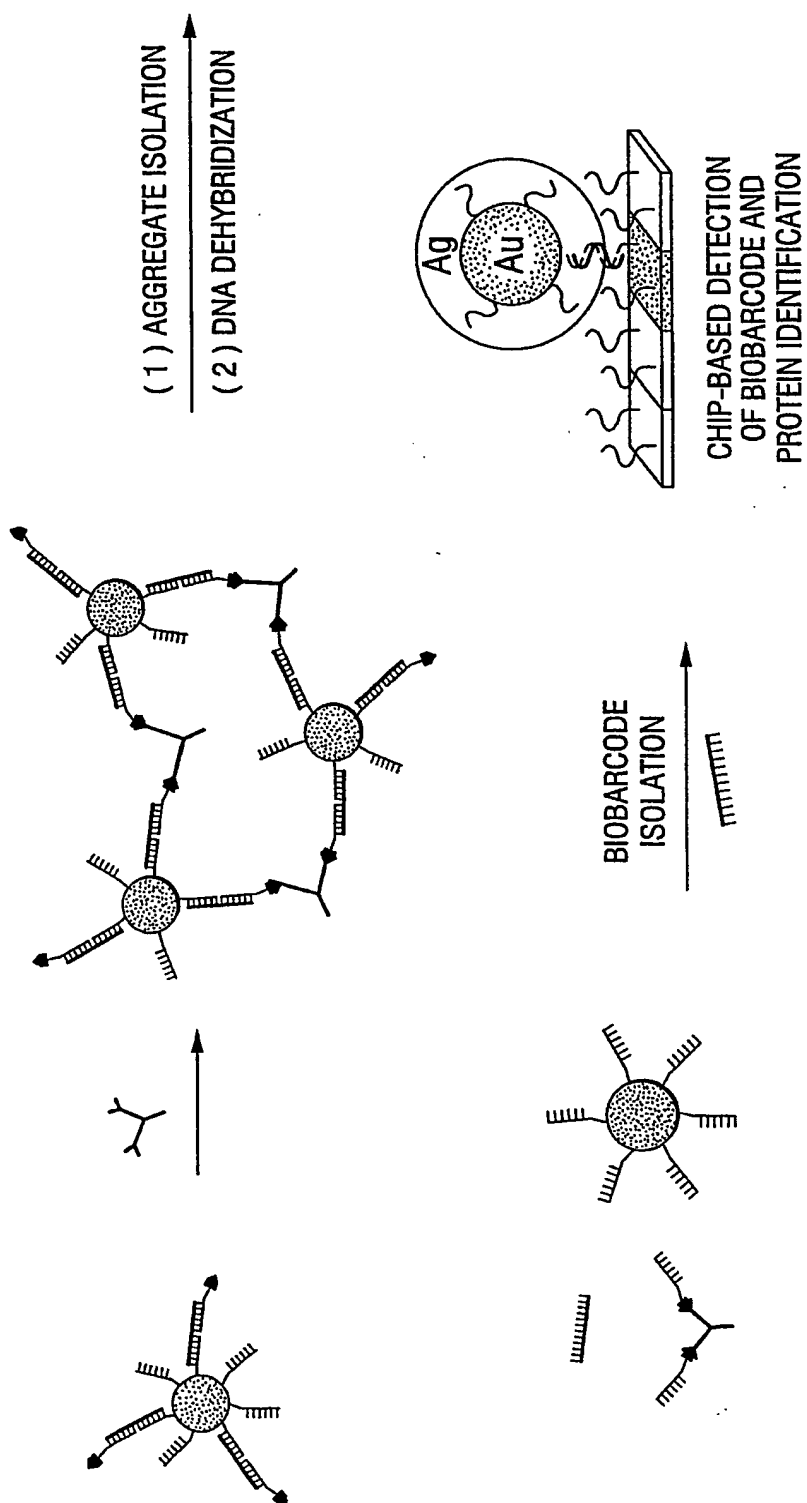 ( 1 ) AGGREGATE ISOLATION
( 2 ) DNA DEHYBRIDIZATION
BIOBARCODE
ISOLATION
Ag
Au
CHIP-BASED DETECTION
OF BIOBARCODE AND
PROTEIN IDENTIFICATION